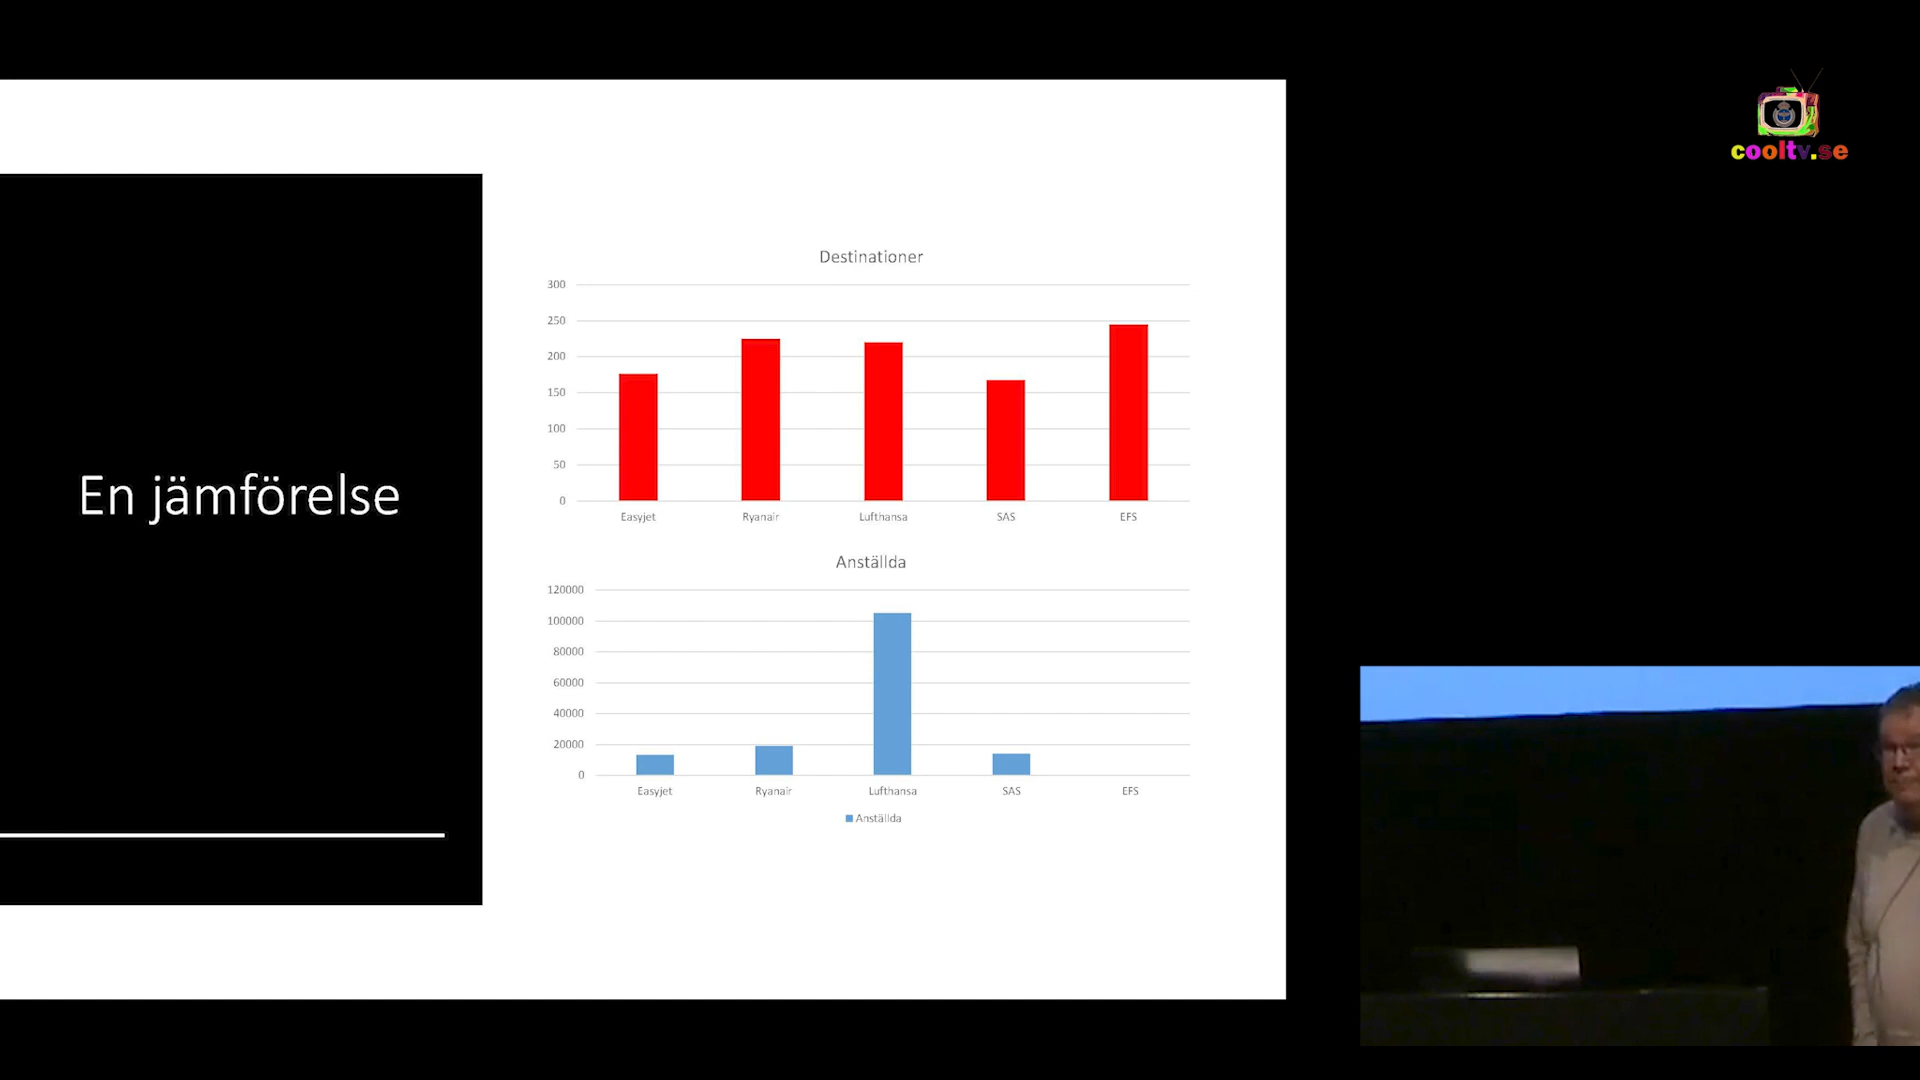 cooltv.se
En jämförelse
Destinationer
300
250
200
150
100
50
0
Easyjet Ryanair Lufthansa SAS EFS
Anställda
120000
100000
80000
60000
40000
20000
0
Easyjet Ryanair Lufthansa SAS EFS
Anställda